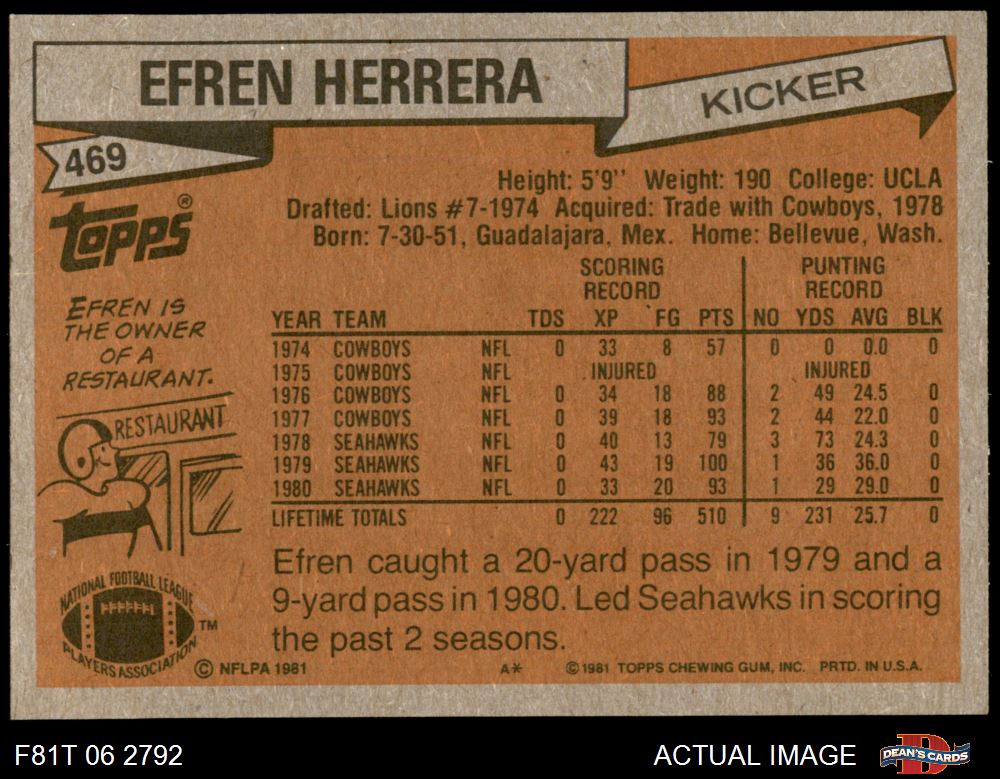 EFREN HERRERA
KICKER
469
TOPPS®
Height: 5'9'' Weight: 190 College: UCLA
Drafted: Lions #7-1974 Acquired: Trade with Cowboys, 1978
Born: 7-30-51, Guadalajara, Mex. Home: Bellevue, Wash.
EFREN IS
THE OWNER
OF A
RESTAURANT.
RESTAURANT
SCORING RECORD PUNTING RECORD
YEAR TEAM TDS XP FG PTS NO YDS AVG BLK
1974 COWBOYS NFL 0 33 8 57 0 0 0.0 0
1975 COWBOYS NFL INJURED INJURED
1976 COWBOYS NFL 0 34 18 88 2 49 24.5 0
1977 COWBOYS NFL 0 39 18 93 2 44 22.0 0
1978 SEAHAWKS NFL 0 40 13 79 3 73 24.3 0
1979 SEAHAWKS NFL 0 43 19 100 1 36 36.0 0
1980 SEAHAWKS NFL 0 33 20 93 1 29 29.0 0
LIFETIME TOTALS 0 222 96 510 9 231 25.7 0
Efren caught a 20-yard pass in 1979 and a
9-yard pass in 1980. Led Seahawks in scoring
the past 2 seasons.
NATIONAL FOOTBALL LEAGUE
PLAYERS ASSOCIATION
TM
© NFLPA 1981 A* © 1981 TOPPS CHEWING GUM, INC. PRTD. IN U.S.A.
F81T 06 2792 ACTUAL IMAGE DEAN'S CARDS